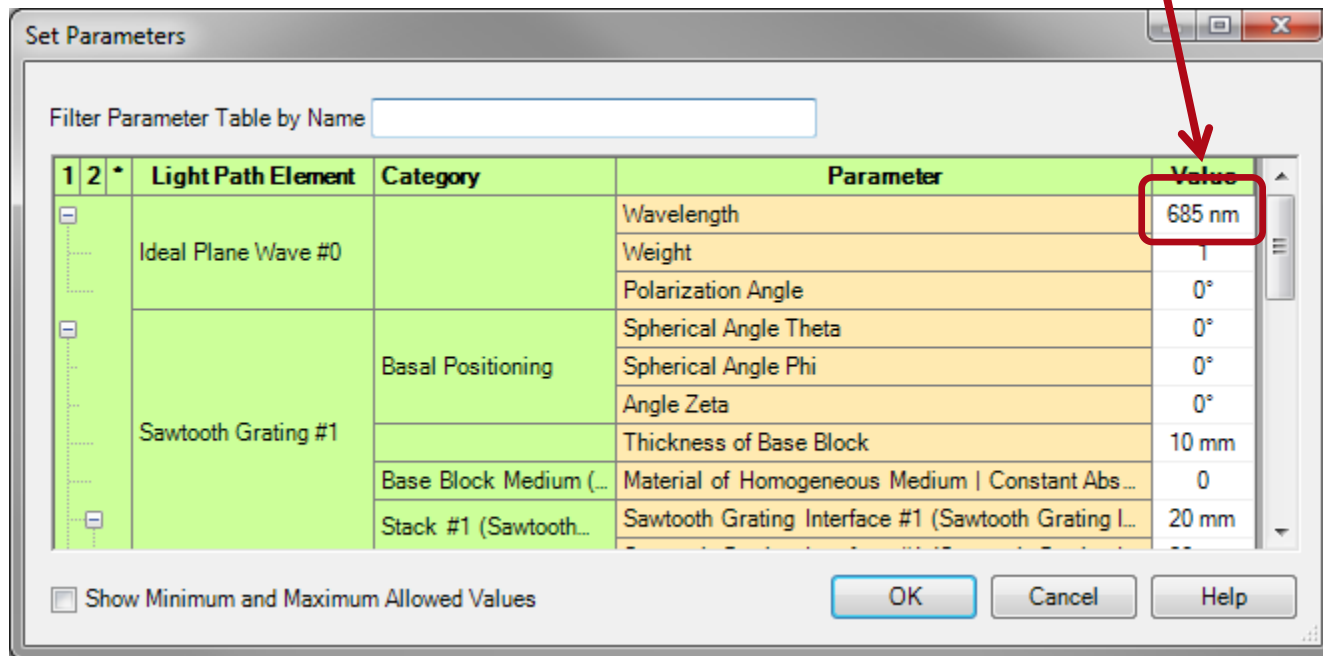 Set Parameters
Filter Parameter Table by Name
1 2 * Light Path Element Category Parameter Value
Ideal Plane Wave #0 Wavelength 685 nm
Weight 1
Polarization Angle 0°
Sawtooth Grating #1 Basal Positioning Spherical Angle Theta 0°
Spherical Angle Phi 0°
Angle Zeta 0°
Thickness of Base Block 10 mm
Base Block Medium (... Material of Homogeneous Medium | Constant Abs... 0
Stack #1 (Sawtooth... Sawtooth Grating Interface #1 (Sawtooth Grating I... 20 mm
Show Minimum and Maximum Allowed Values OK Cancel Help